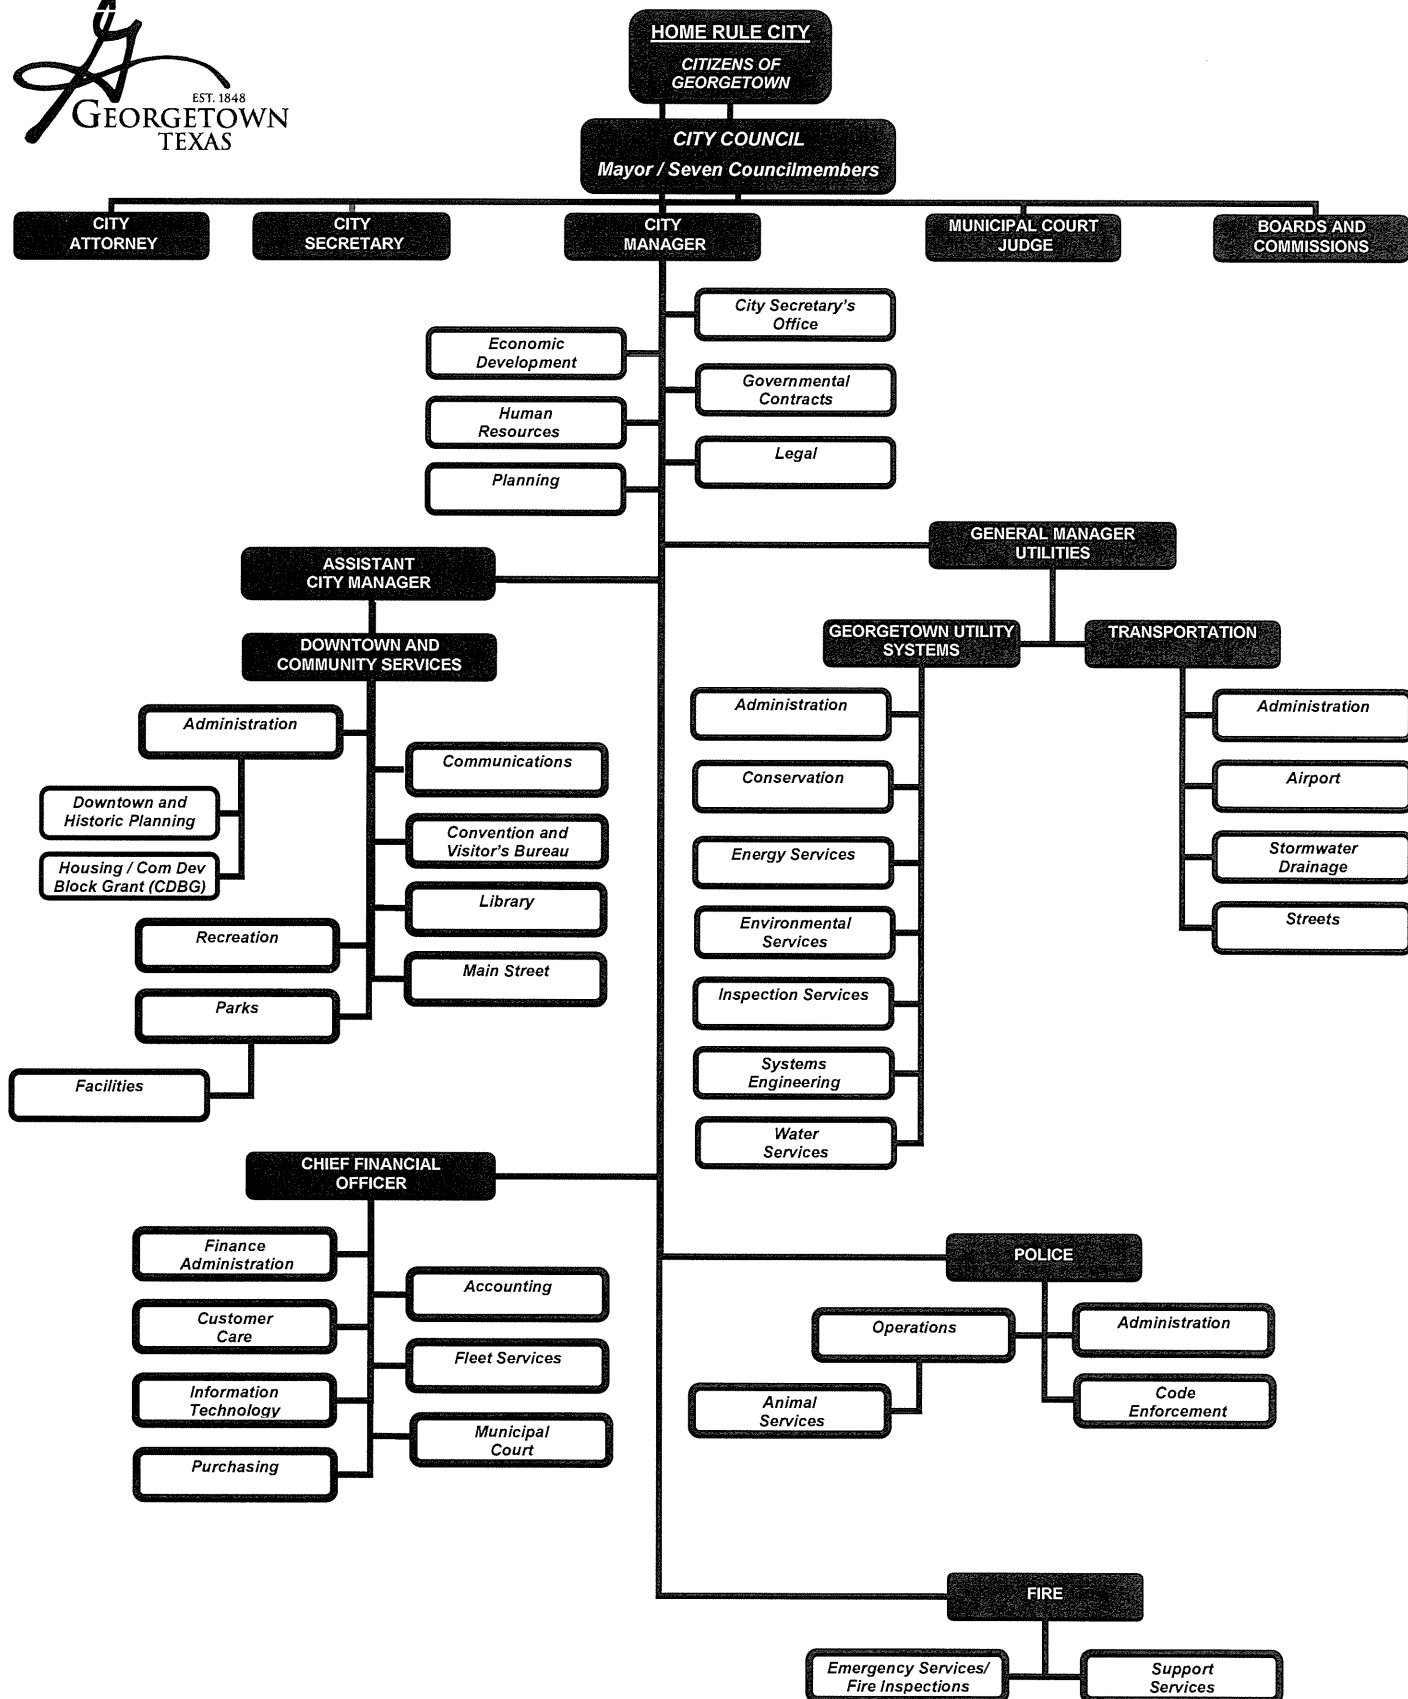 EST. 1848
GEORGETOWN
TEXAS
HOME RULE CITY
CITIZENS OF
GEORGETOWN
CITY COUNCIL
Mayor / Seven Councilmembers
CITY
ATTORNEY
CITY
SECRETARY
CITY
MANAGER
MUNICIPAL COURT
JUDGE
BOARDS AND
COMMISSIONS
City Secretary's
Office
Economic
Development
Governmental
Contracts
Human
Resources
Legal
Planning
GENERAL MANAGER
UTILITIES
ASSISTANT
CITY MANAGER
DOWNTOWN AND
COMMUNITY SERVICES
Administration
Communications
Downtown and
Historic Planning
Convention and
Visitor's Bureau
Housing / Com Dev
Block Grant (CDBG)
Library
Recreation
Main Street
Parks
Facilities
GEORGETOWN UTILITY
SYSTEMS
TRANSPORTATION
Administration
Conservation
Energy Services
Environmental
Services
Inspection Services
Systems
Engineering
Water
Services
Administration
Airport
Stormwater
Drainage
Streets
CHIEF FINANCIAL
OFFICER
Finance
Administration
Accounting
Customer
Care
Fleet Services
Information
Technology
Municipal
Court
Purchasing
POLICE
Operations
Administration
Animal
Services
Code
Enforcement
FIRE
Emergency Services/
Fire Inspections
Support
Services